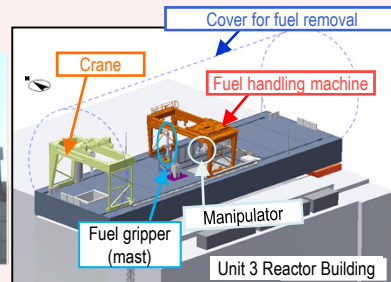 Cover for fuel removal
Crane
Fuel handling machine
N
Manipulator
Fuel gripper
(mast)
Unit 3 Reactor Building